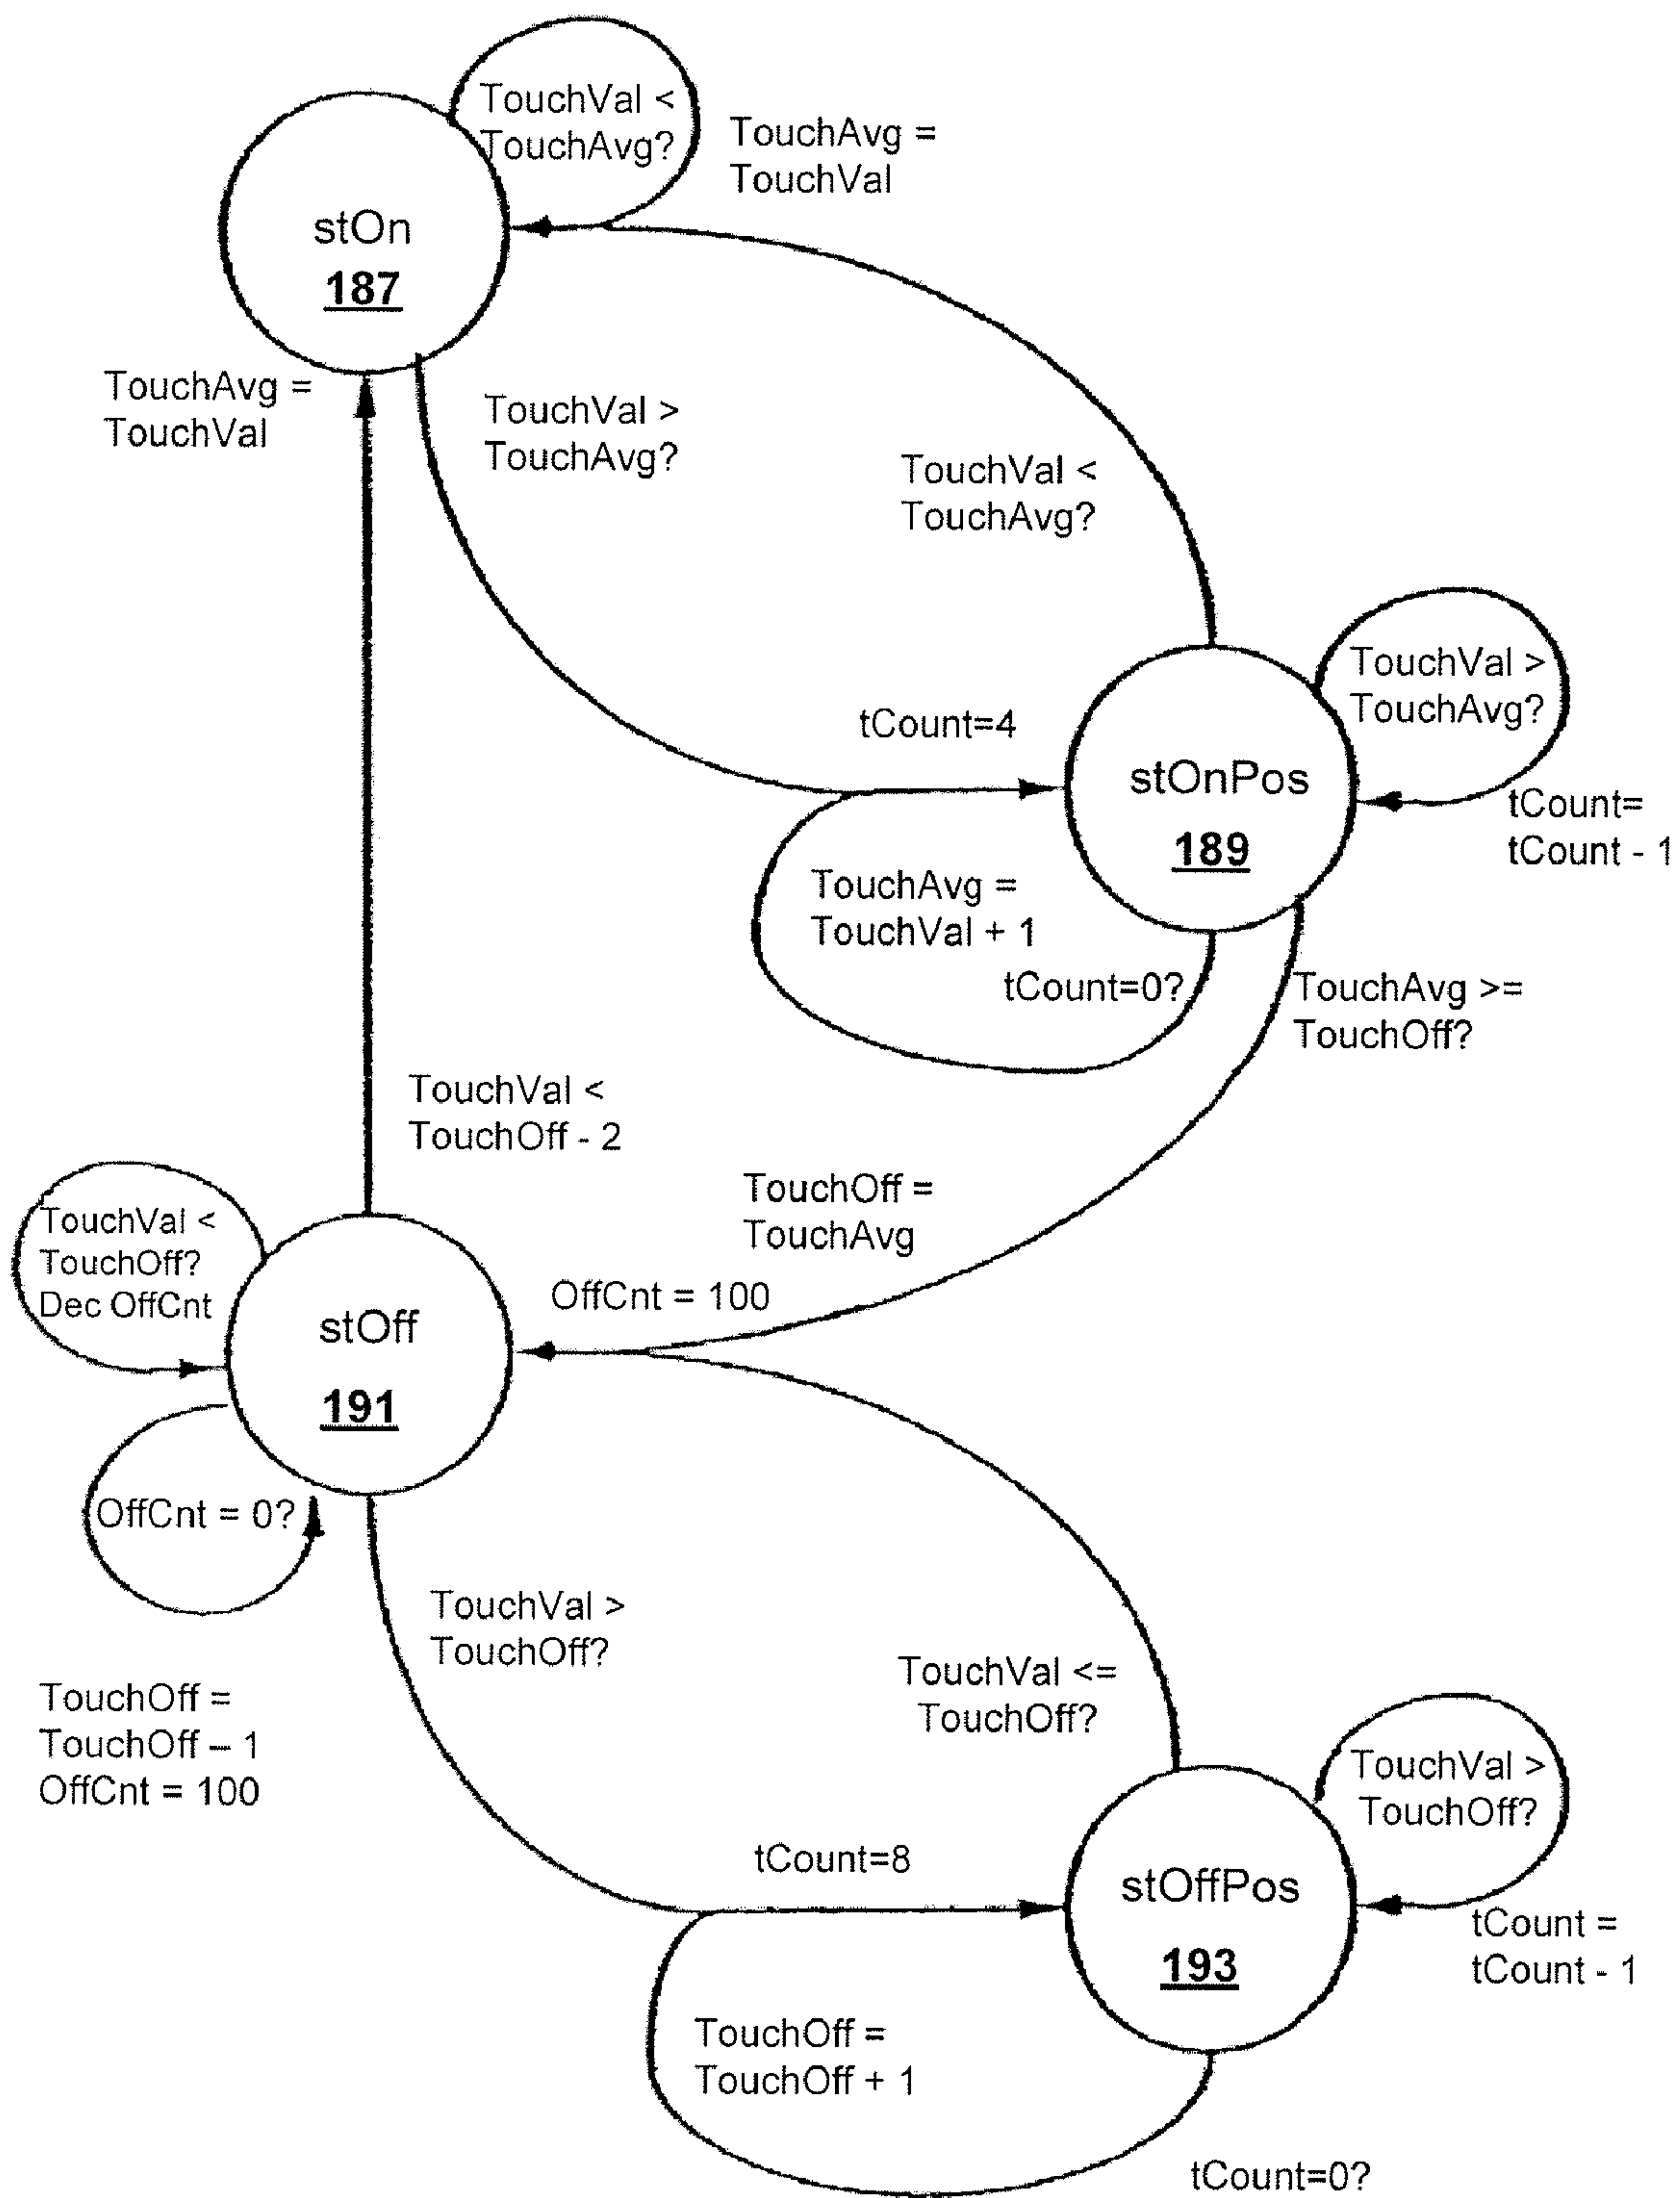 TouchVal <
TouchAvg?
TouchAvg =
TouchVal
stOn
187
TouchAvg =
TouchVal
TouchVal >
TouchAvg?
TouchVal <
TouchAvg?
TouchVal >
TouchAvg?
tCount=4
stOnPos
189
tCount=
tCount - 1
TouchAvg =
TouchVal + 1
tCount=0?
TouchAvg >=
TouchOff?
TouchVal <
TouchOff - 2
TouchOff =
TouchAvg
TouchVal <
TouchOff?
Dec OffCnt
OffCnt = 100
stOff
191
OffCnt = 0?
TouchVal >
TouchOff?
TouchOff =
TouchOff – 1
OffCnt = 100
TouchVal <=
TouchOff?
TouchVal >
TouchOff?
tCount=8
stOffPos
193
tCount =
tCount - 1
TouchOff =
TouchOff + 1
tCount=0?